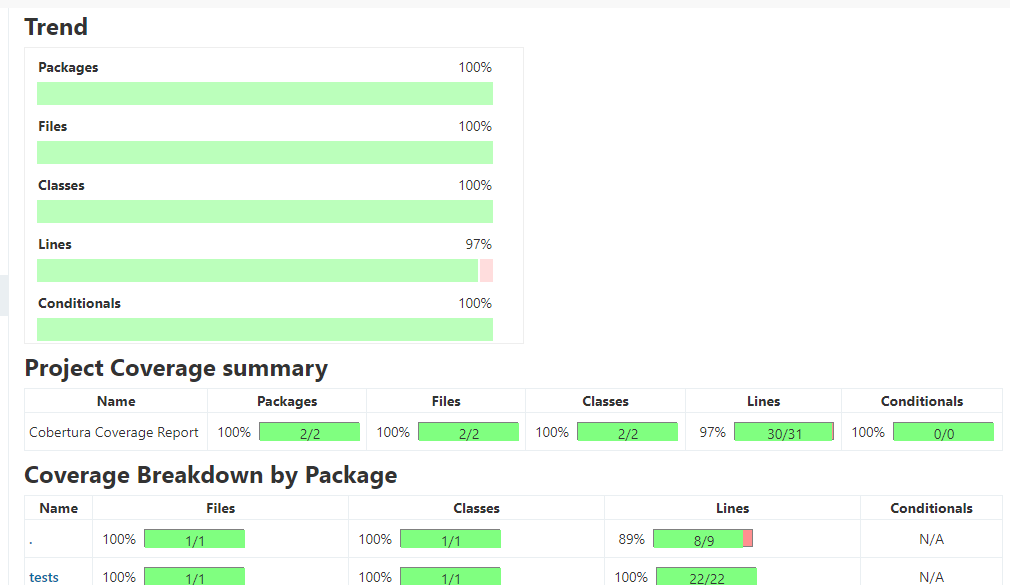 Trend
Packages 100%
Files 100%
Classes 100%
Lines 97%
Conditionals 100%
Project Coverage summary
Name Packages Files Classes Lines Conditionals
Cobertura Coverage Report 100% 2/2 100% 2/2 100% 2/2 97% 30/31 100% 0/0
Coverage Breakdown by Package
Name Files Classes Lines Conditionals
. 100% 1/1 100% 1/1 89% 8/9 N/A
tests 100% 1/1 100% 1/1 100% 22/22 N/A